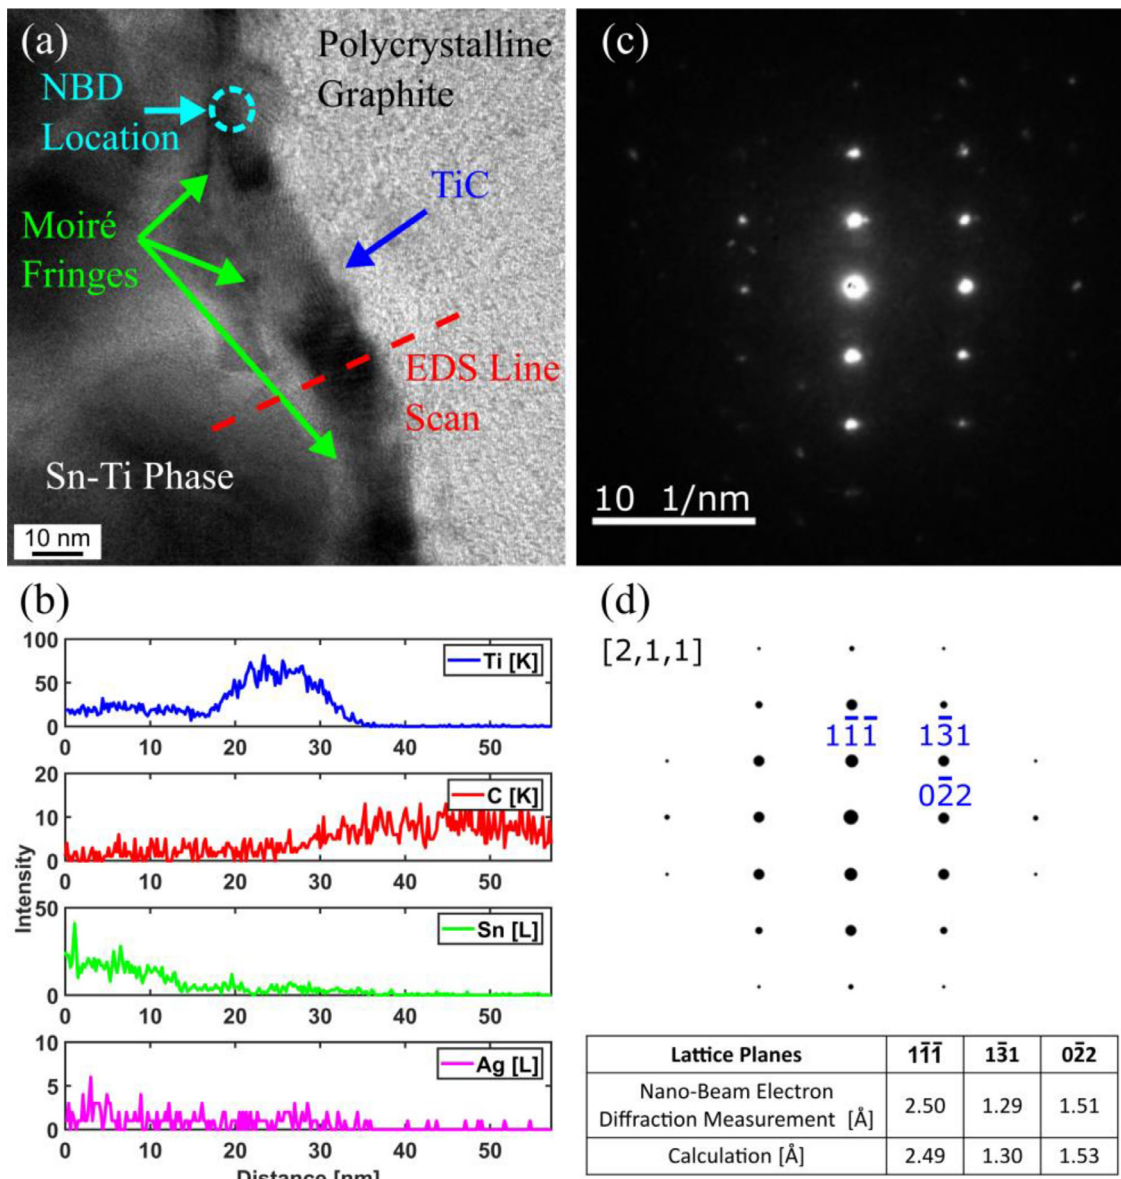 (a)
Polycrystalline
Graphite
NBD
Location
TiC
Moiré
Fringes
EDS Line
Scan
Sn-Ti Phase
10 nm
(b)
100
50
0
Ti [K]
0 10 20 30 40 50
20
10
0
C [K]
0 10 20 30 40 50
Intensity
50
0
Sn [L]
0 10 20 30 40 50
10
5
0
Ag [L]
0 10 20 30 40 50
Distance [nm]
(c)
10 1/nm
(d)
[2,1,1]
11̅1̅ 13̅1
02̅2
Lattice Planes 11̅1̅ 13̅1 02̅2
Nano-Beam Electron
Diffraction Measurement [Å] 2.50 1.29 1.51
Calculation [Å] 2.49 1.30 1.53